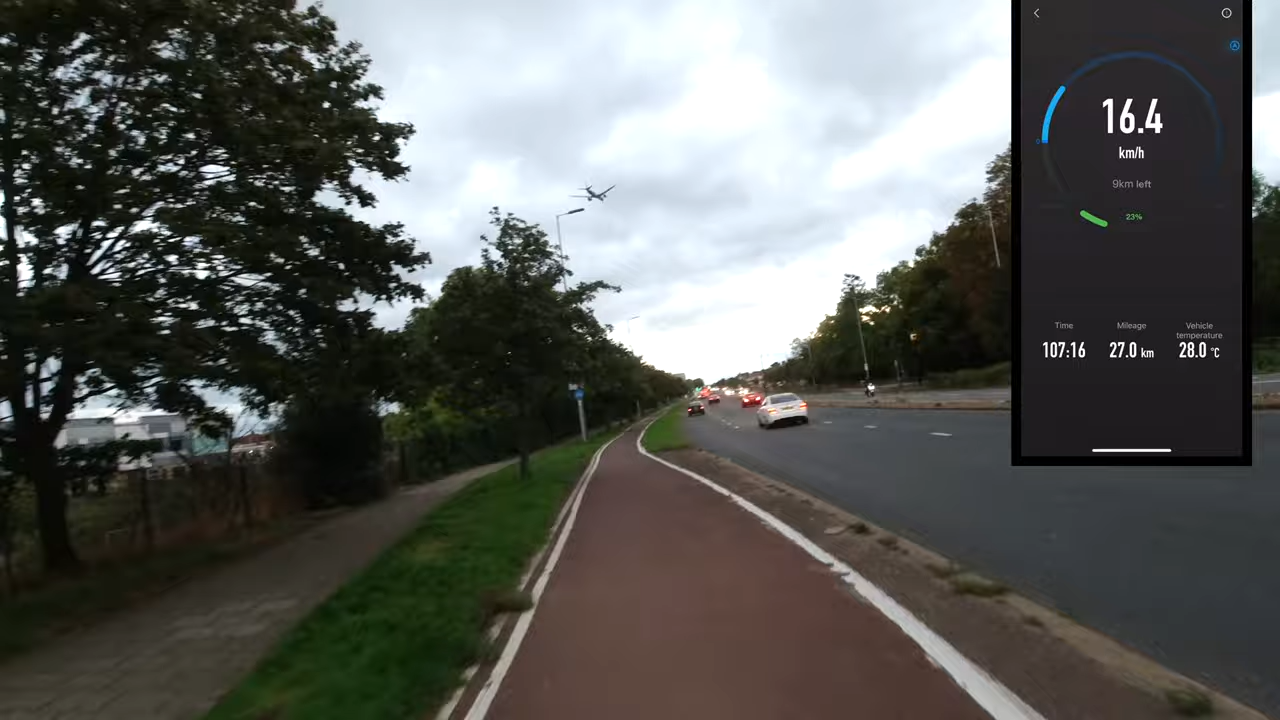 16.4
km/h
9km left
23%
Time
Mileage
Vehicle
temperature
107:16
27.0 km
28.0 °C